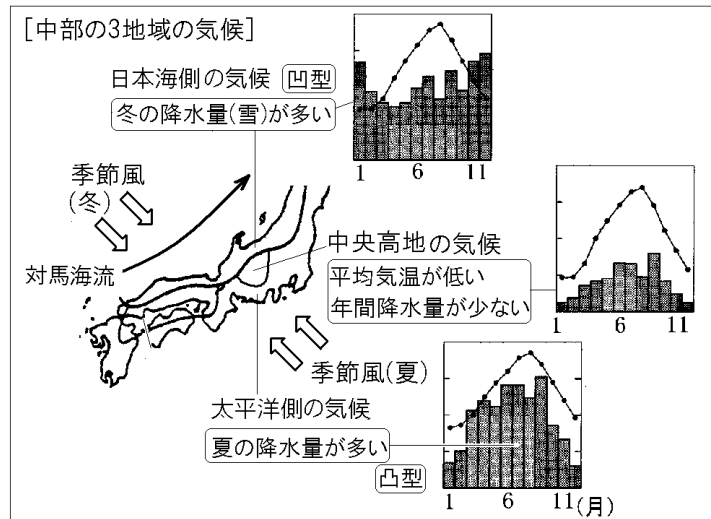 [中部の3地域の気候]
日本海側の気候 凹型
冬の降水量(雪)が多い
1 6 11
季節風
(冬)
対馬海流
中央高地の気候
平均気温が低い
年間降水量が少ない
1 6 11
季節風(夏)
太平洋側の気候
夏の降水量が多い
凸型
1 6 11(月)